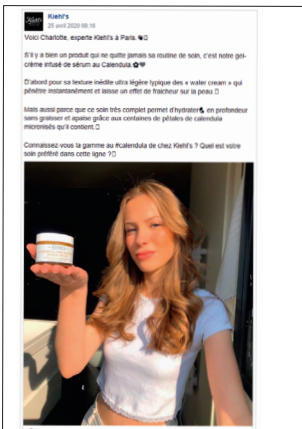 Kiehl's
25 avril 2020 09:16
Voici Charlotte, experte Kiehl's à Paris.
S'il y a bien un produit qui ne quitte jamais sa routine de soin, c'est notre gel-
crème infusé de sérum au Calendula.
D'abord pour sa texture inédite ultra légère typique des « water cream » qui
pénètre instantanément et laisse un effet de fraicheur sur la peau
Mais aussi parce que ce soin très complet permet d'hydrater en profondeur
sans graisser et apaise grâce aux centaines de pétales de calendula
micronisés qu'il contient.
Connaissez-vous la gamme au #calendula de chez Kiehl's ? Quel est votre
soin préféré dans cette ligne ?